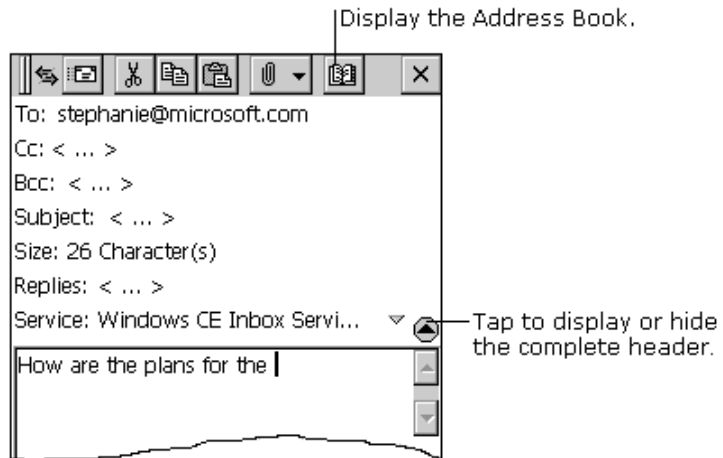 Display the Address Book.
To: stephanie@microsoft.com
Cc: < ... >
Bcc: < ... >
Subject: < ... >
Size: 26 Character(s)
Replies: < ... >
Service: Windows CE Inbox Servi...
Tap to display or hide
the complete header.
How are the plans for the